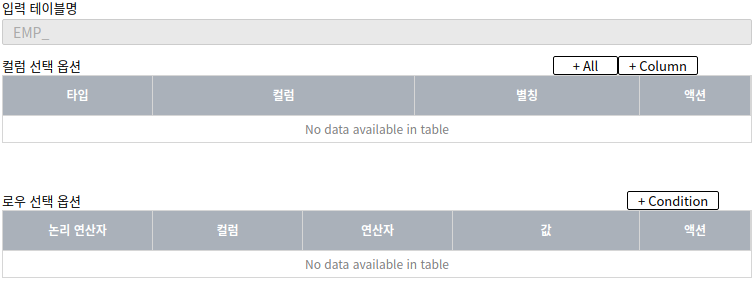 입력 테이블명
EMP_
컬럼 선택 옵션 + All + Column
타입 컬럼 별칭 액션
No data available in table
로우 선택 옵션 + Condition
논리 연산자 컬럼 연산자 값 액션
No data available in table